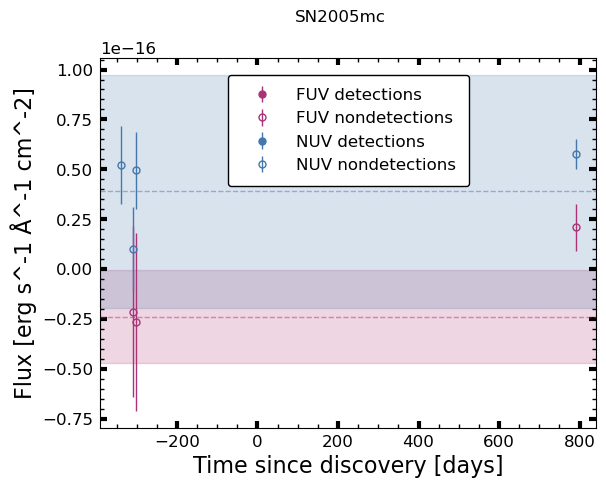 SN2005mc
1e−16
1.00
0.75
0.50
0.25
0.00
−0.25
−0.50
−0.75
Flux [erg s^-1 Å^-1 cm^-2]
FUV detections
FUV nondetections
NUV detections
NUV nondetections
−200 0 200 400 600 800
Time since discovery [days]